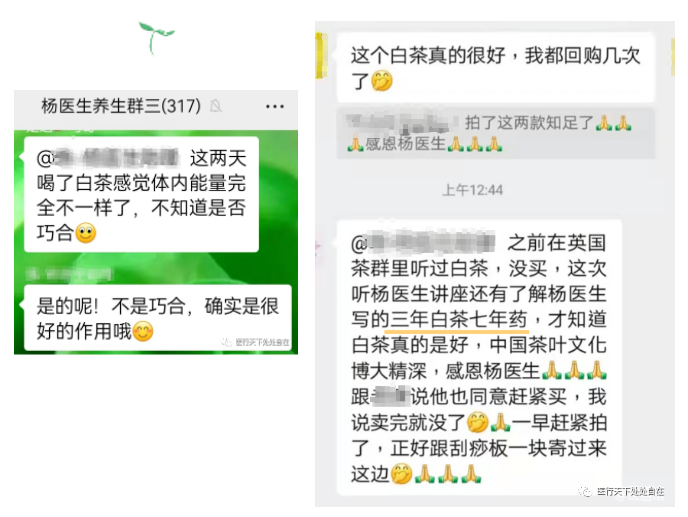 杨医生养生群三(317)
@ 这两天
喝了白茶感觉体内能量完
全不一样了，不知道是否
巧合
是的呢！不是巧合，确实是很
好的作用哦
空行天下处处自在
这个白茶真的很好，我都回购几次
了
拍了这两款知足了
感恩杨医生
上午12:44
@ 之前在英国
茶群里听过白茶，没买，这次
听杨医生讲座还有了解杨医生
写的三年白茶七年药，才知道
白茶真的是好，中国茶叶文化
博大精深，感恩杨医生
跟 说他也同意赶紧买，我
说卖完就没了 一早赶紧拍
了，正好跟刮痧板一块寄过来
这边
空行天下处处自在